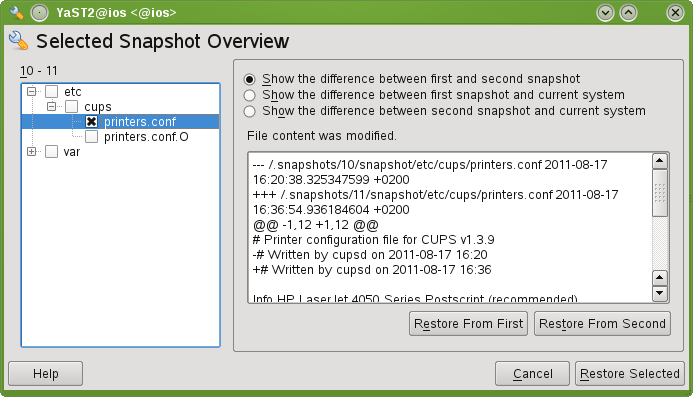 YaST2@ios <@ios>
Selected Snapshot Overview
10 - 11
etc
cups
printers.conf
printers.conf.O
var
Show the difference between first and second snapshot
Show the difference between first snapshot and current system
Show the difference between second snapshot and current system
File content was modified.
--- /.snapshots/10/snapshot/etc/cups/printers.conf 2011-08-17
16:20:38.325347599 +0200
+++ /.snapshots/11/snapshot/etc/cups/printers.conf 2011-08-17
16:36:54.936184604 +0200
@@ -1,12 +1,12 @@
# Printer configuration file for CUPS v1.3.9
-# Written by cupsd on 2011-08-17 16:20
+# Written by cupsd on 2011-08-17 16:36
Info HP LaserJet 4050 Series Postscript (recommended)
Restore From First
Restore From Second
Help
Cancel
Restore Selected